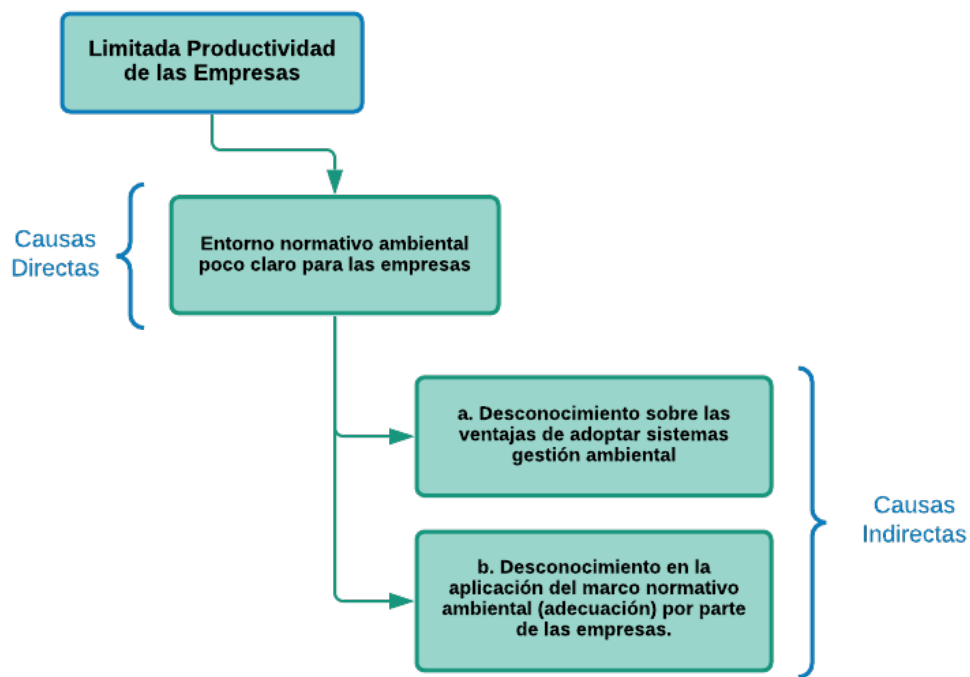 Limitada Productividad
de las Empresas
Causas
Directas
Entorno normativo ambiental
poco claro para las empresas
a. Desconocimiento sobre las
ventajas de adoptar sistemas
gestión ambiental
b. Desconocimiento en la
aplicación del marco normativo
ambiental (adecuación) por parte
de las empresas.
Causas
Indirectas